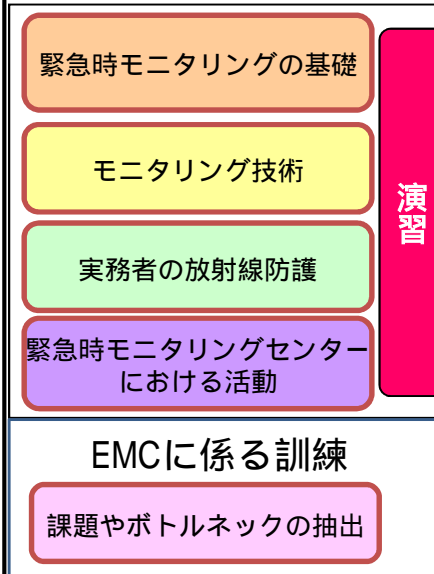 緊急時モニタリングの基礎
モニタリング技術
実務者の放射線防護
緊急時モニタリングセンター
における活動
演習
EMCに係る訓練
課題やボトルネックの抽出